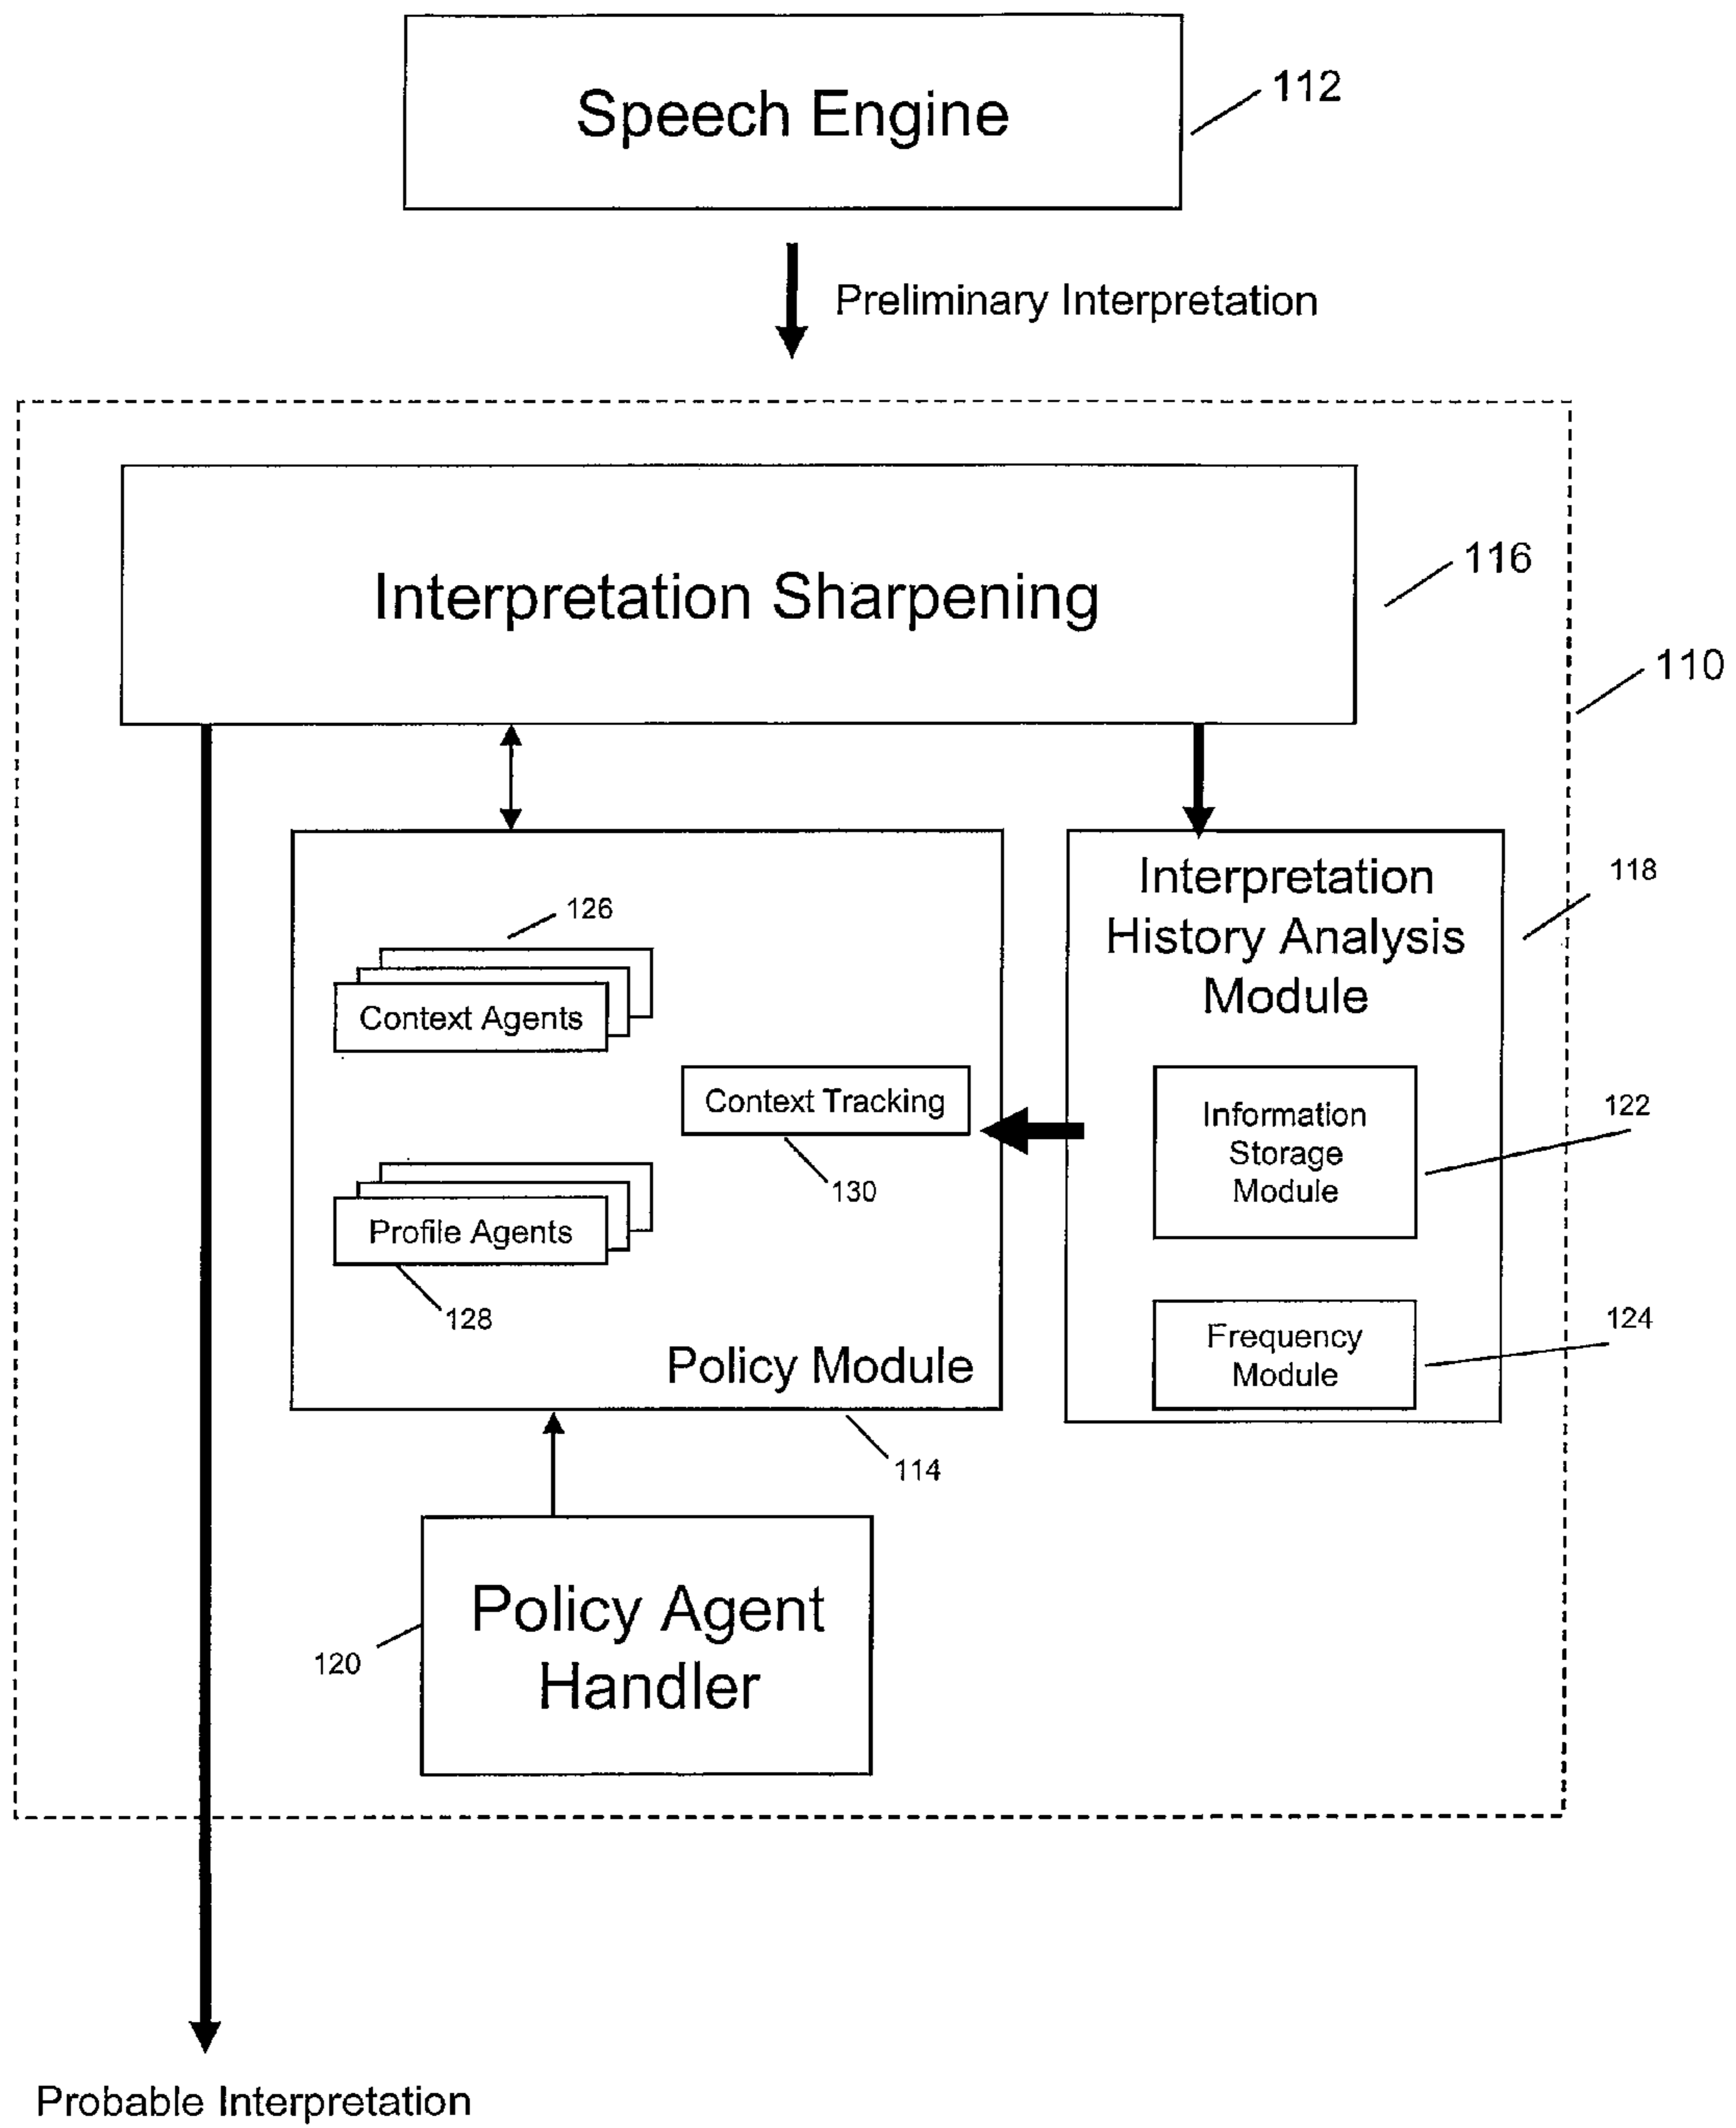 Speech Engine
112
Preliminary Interpretation
Interpretation Sharpening
116
110
Interpretation
History Analysis
Module
118
126
Context Agents
Context Tracking
130
Information
Storage
Module
122
Profile Agents
128
Frequency
Module
124
Policy Module
114
Policy Agent
Handler
120
Probable Interpretation